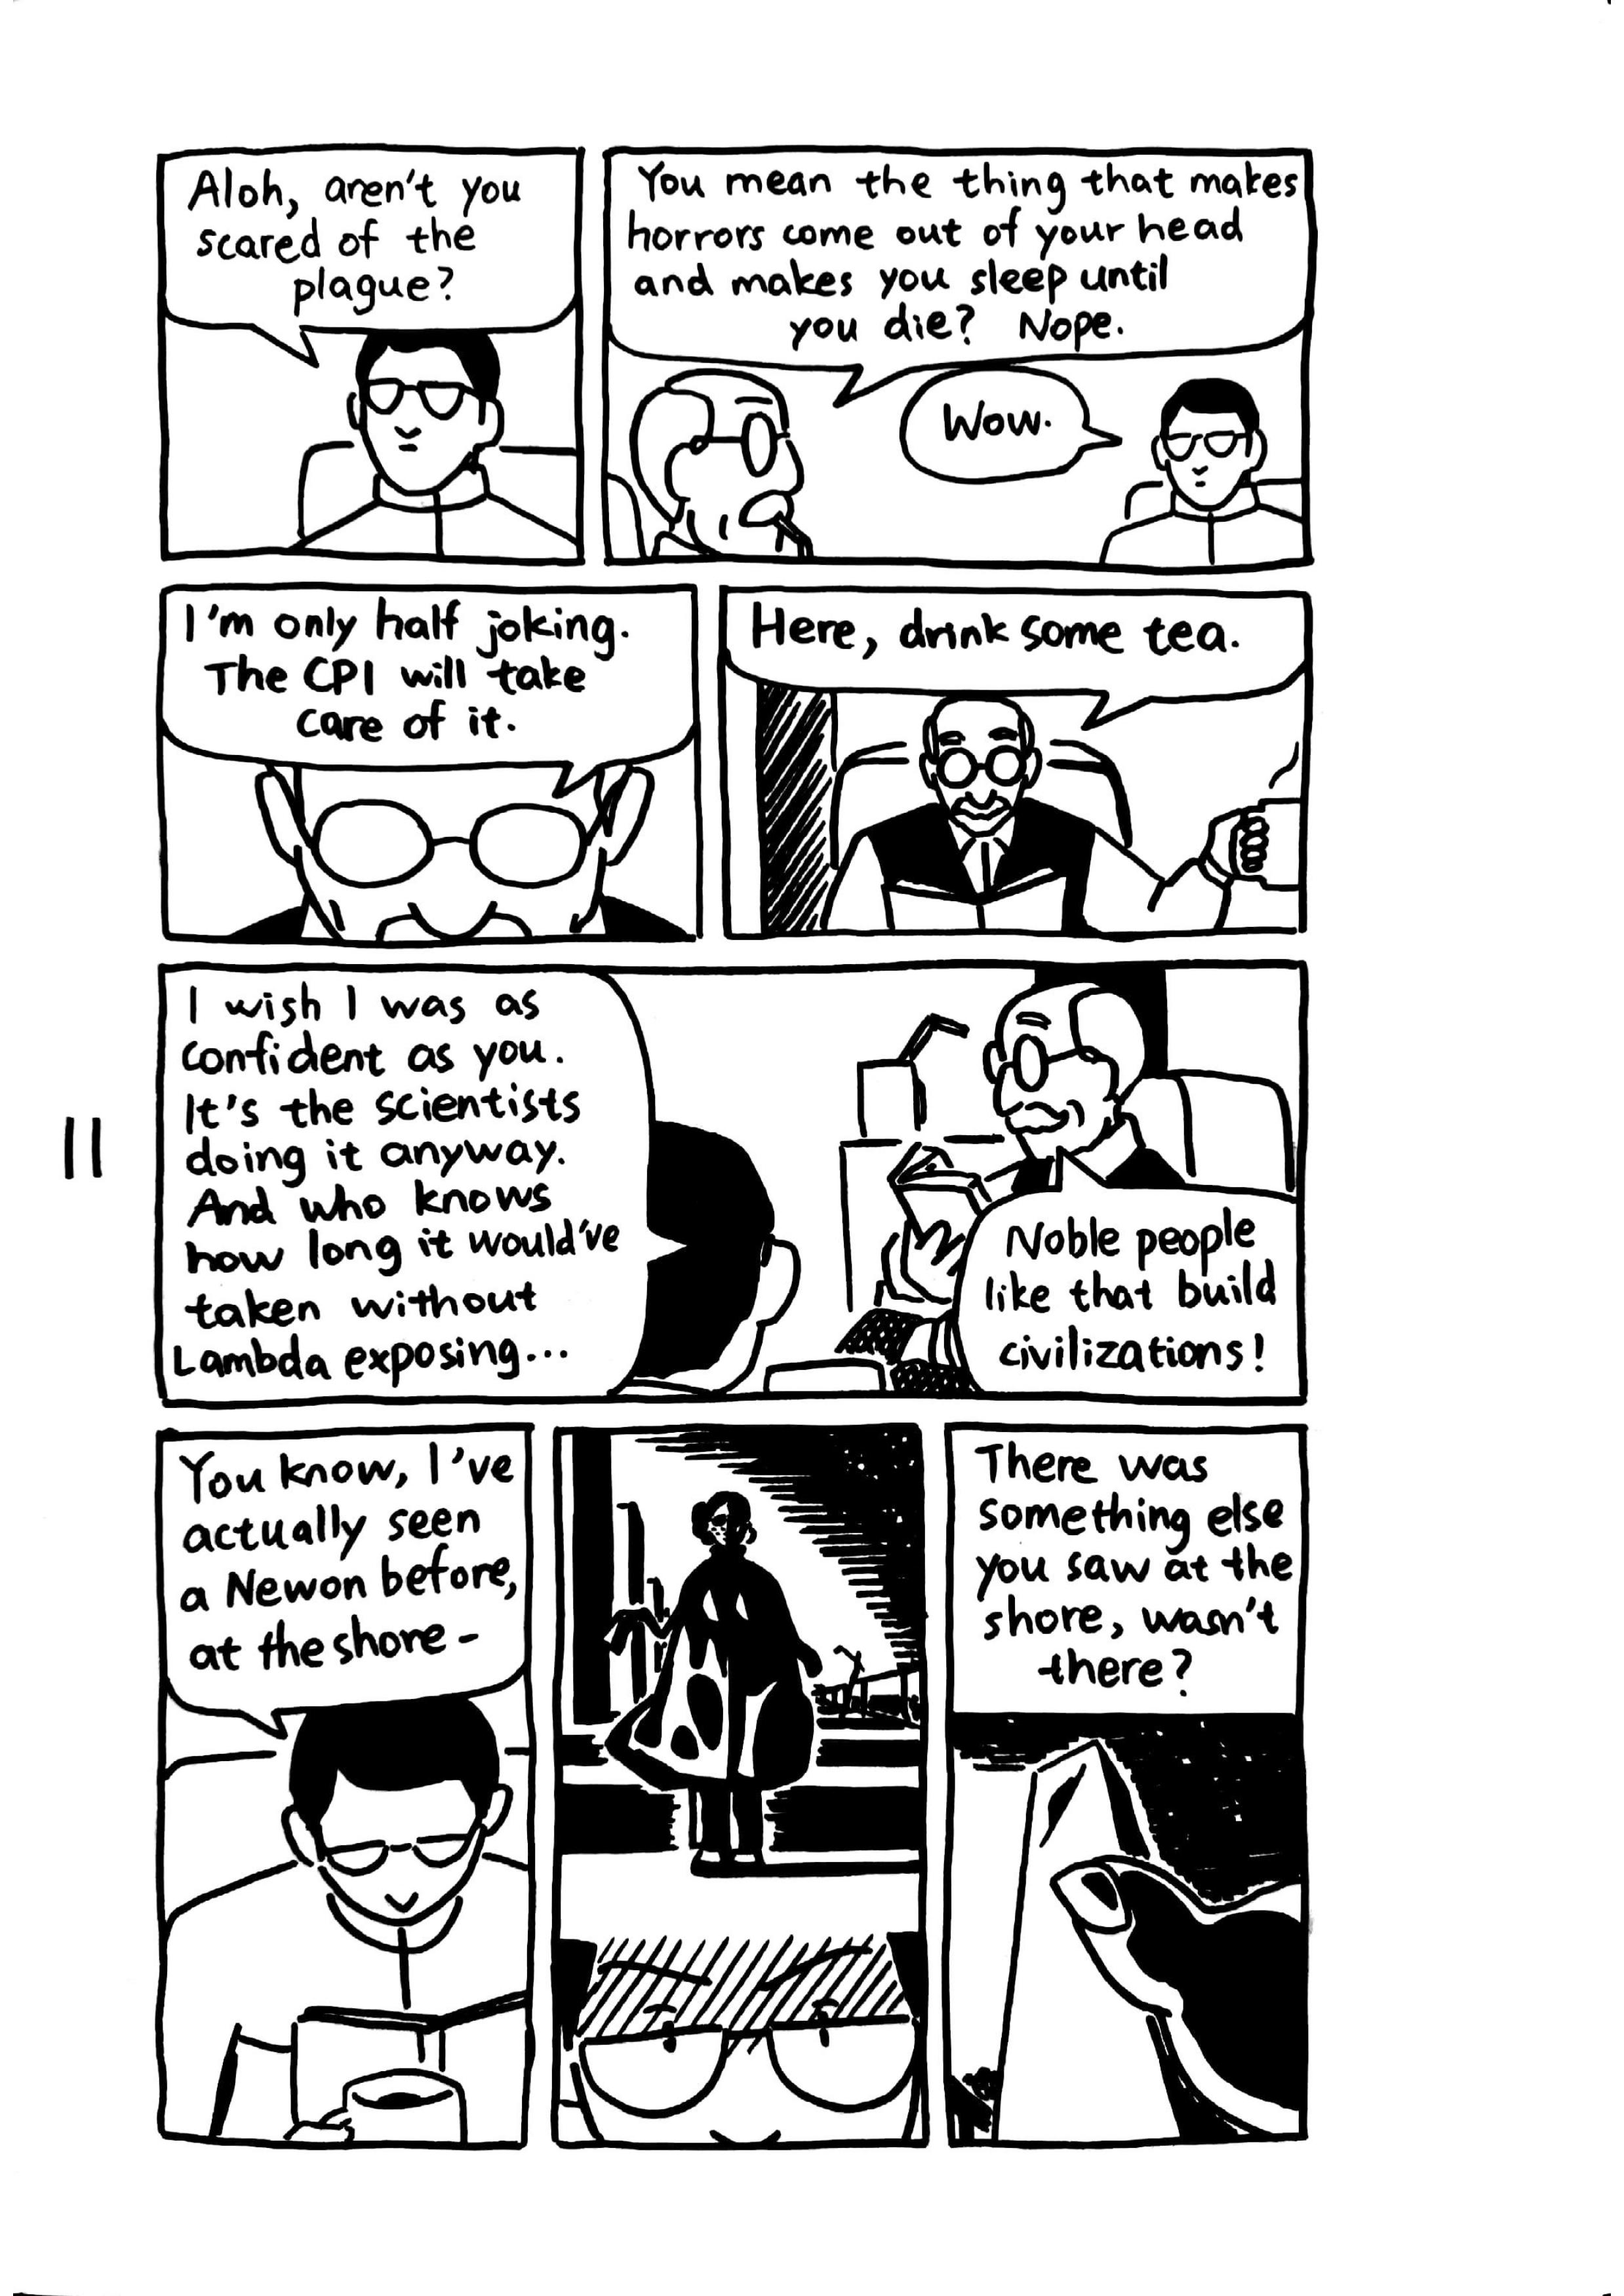 Aloh, aren't you
scared of the
plague?
You mean the thing that makes
horrors come out of your head
and makes you sleep until
you die? Nope.
Wow.
I'm only half joking.
The CPI will take
care of it.
Here, drink some tea.
I wish I was as
confident as you.
It's the scientists
doing it anyway.
And who knows
how long it would've
taken without
Lambda exposing...
Noble people
like that build
civilizations!
11
You know, I've
actually seen
a Newon before,
at the shore-
There was
something else
you saw at the
shore, wasn't
there?